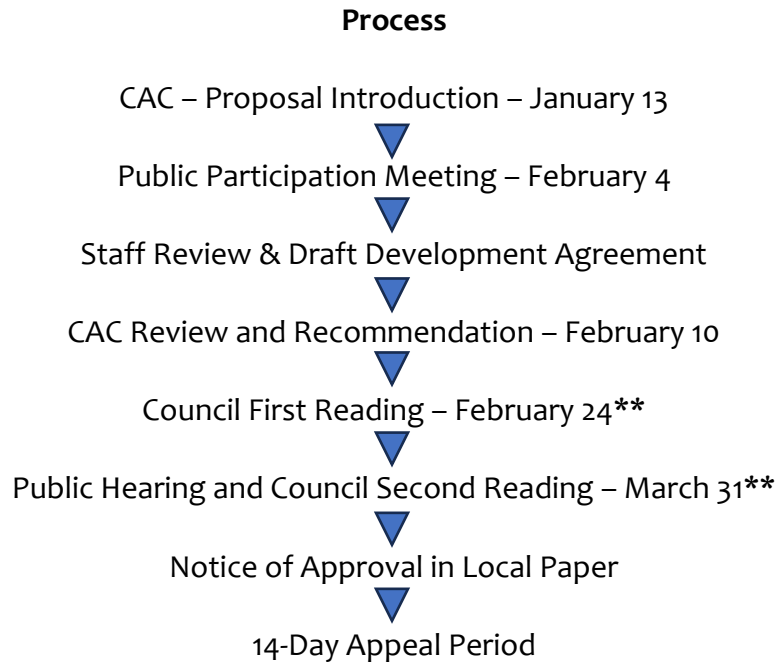 Process
CAC – Proposal Introduction – January 13
Public Participation Meeting – February 4
Staff Review & Draft Development Agreement
CAC Review and Recommendation – February 10
Council First Reading – February 24**
Public Hearing and Council Second Reading – March 31**
Notice of Approval in Local Paper
14-Day Appeal Period